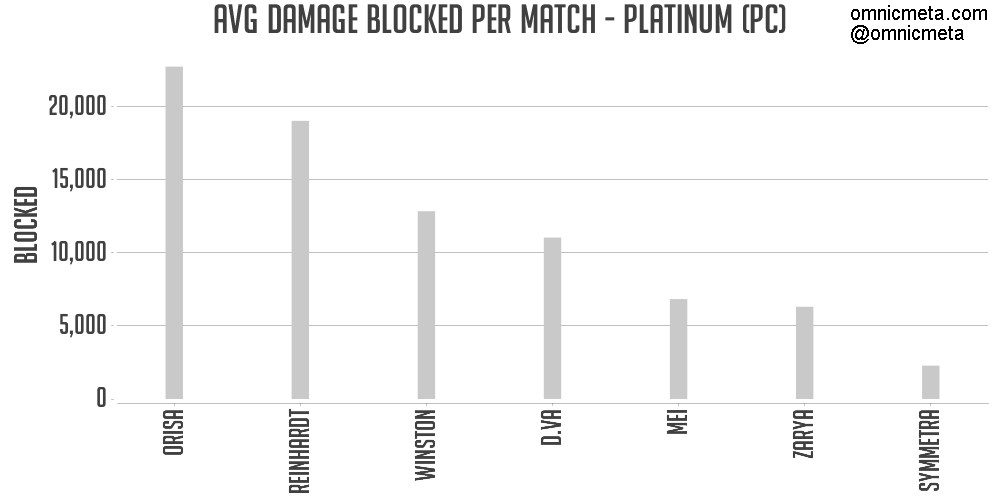 AVG DAMAGE BLOCKED PER MATCH - PLATINUM (PC)
omnicmeta.com
@omnicmeta
BLOCKED
20,000
15,000
10,000
5,000
0
ORISA
REINHARDT
WINSTON
D.VA
MEI
ZARYA
SYMMETRA